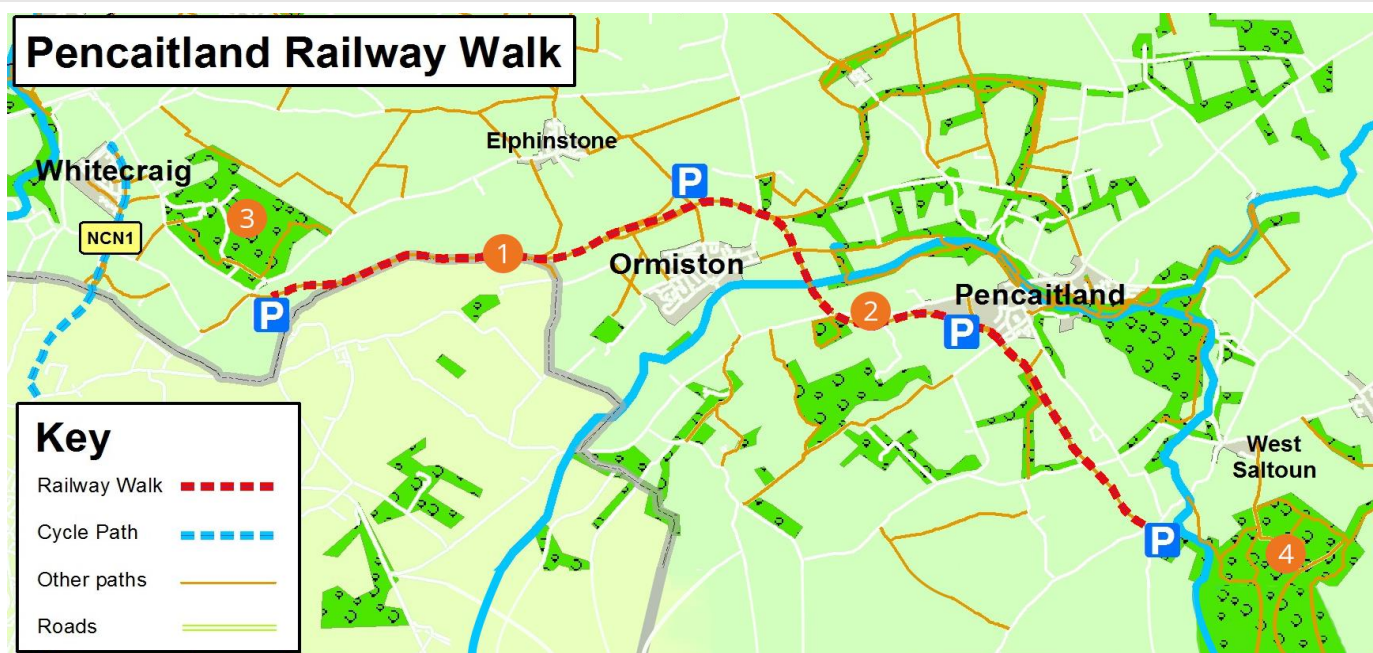 Pencaitland Railway Walk
Elphinstone
Whitecraig
P
3
NCN1
1
Ormiston
P
2
Pencaitland
P
Key
Railway Walk
Cycle Path
Other paths
Roads
West
Saltoun
P
4